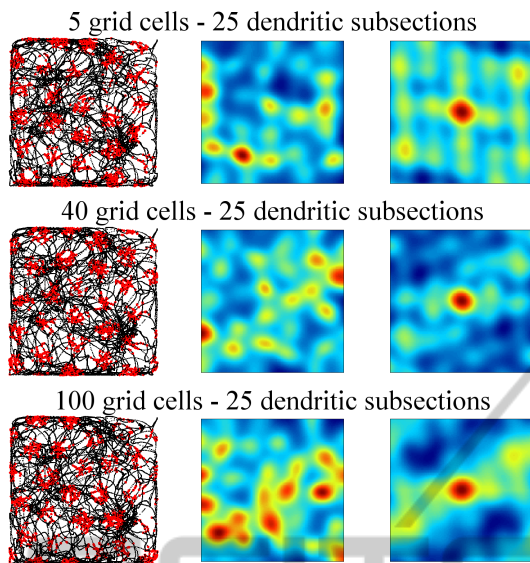 5 grid cells - 25 dendritic subsections
40 grid cells - 25 dendritic subsections
100 grid cells - 25 dendritic subsections